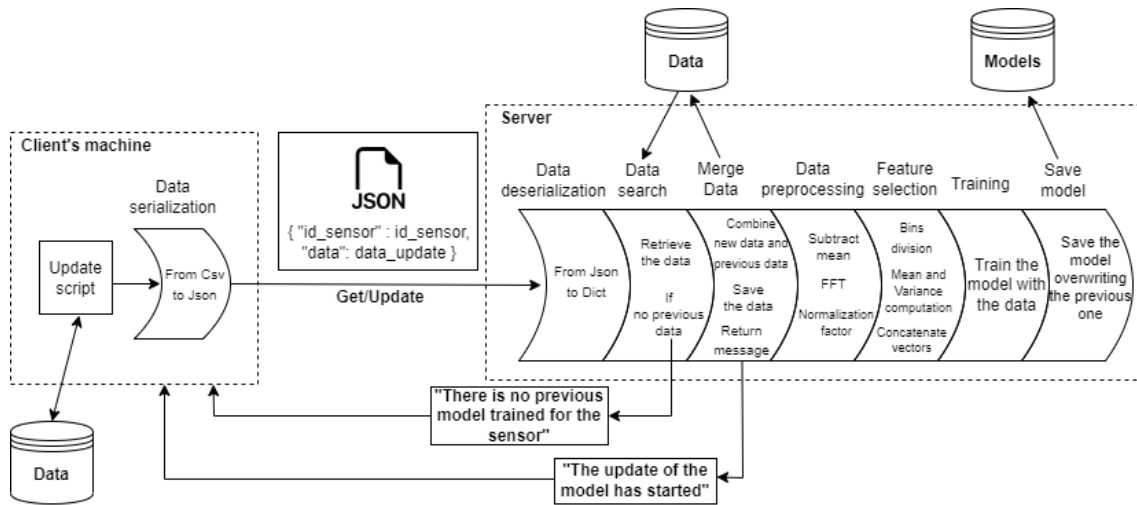 Data
Models
Server
Client's machine
Data
serialization
JSON
{ "id_sensor" : id_sensor,
"data": data_update }
Data
deserialization
Data
search
Merge
Data
Data
preprocessing
Feature
selection
Training
Save
model
Update
script
From Csv
to Json
Get/Update
From Json
to Dict
Retrieve
the data
If
no previous
data
Combine
new data and
previous data
Save
the data
Return
message
Subtract
mean
FFT
Normalization
factor
Bins
division
Mean and
Variance
computation
Concatenate
vectors
Train the
model with
the data
Save the
model
overwriting
the previous
one
"There is no previous
model trained for the
sensor"
Data
"The update of the
model has started"